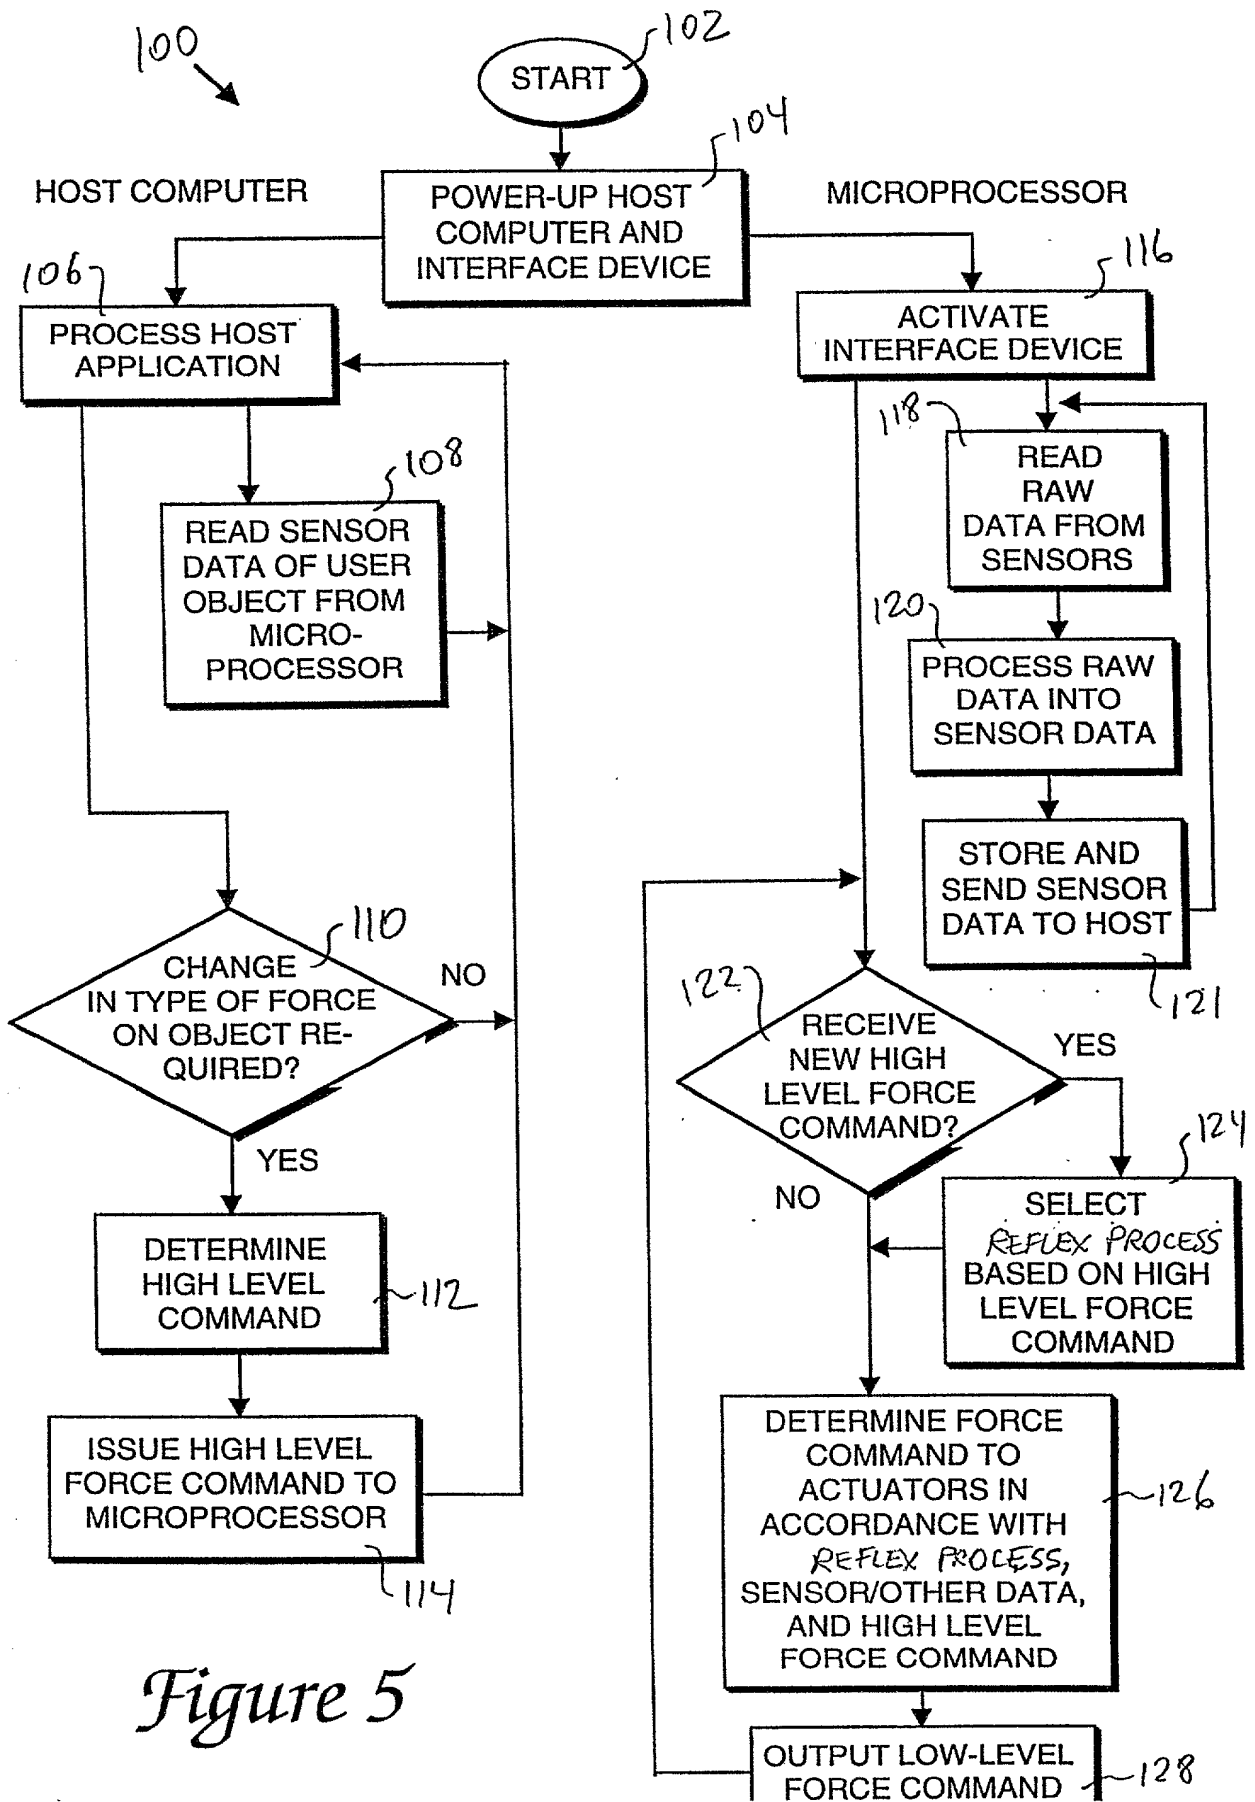 100
102
START
104
HOST COMPUTER
POWER-UP HOST
COMPUTER AND
INTERFACE DEVICE
MICROPROCESSOR
106
PROCESS HOST
APPLICATION
108
READ SENSOR
DATA OF USER
OBJECT FROM
MICRO-
PROCESSOR
110
CHANGE
IN TYPE OF FORCE
ON OBJECT RE-
QUIRED?
NO
YES
DETERMINE
HIGH LEVEL
COMMAND
112
ISSUE HIGH LEVEL
FORCE COMMAND TO
MICROPROCESSOR
114
116
ACTIVATE
INTERFACE DEVICE
118
READ
RAW
DATA FROM
SENSORS
120
PROCESS RAW
DATA INTO
SENSOR DATA
STORE AND
SEND SENSOR
DATA TO HOST
121
122
RECEIVE
NEW HIGH
LEVEL FORCE
COMMAND?
YES
NO
124
SELECT
REFLEX PROCESS
BASED ON HIGH
LEVEL FORCE
COMMAND
DETERMINE FORCE
COMMAND TO
ACTUATORS IN
ACCORDANCE WITH
REFLEX PROCESS,
SENSOR/OTHER DATA,
AND HIGH LEVEL
FORCE COMMAND
126
OUTPUT LOW-LEVEL
FORCE COMMAND
128
Figure 5